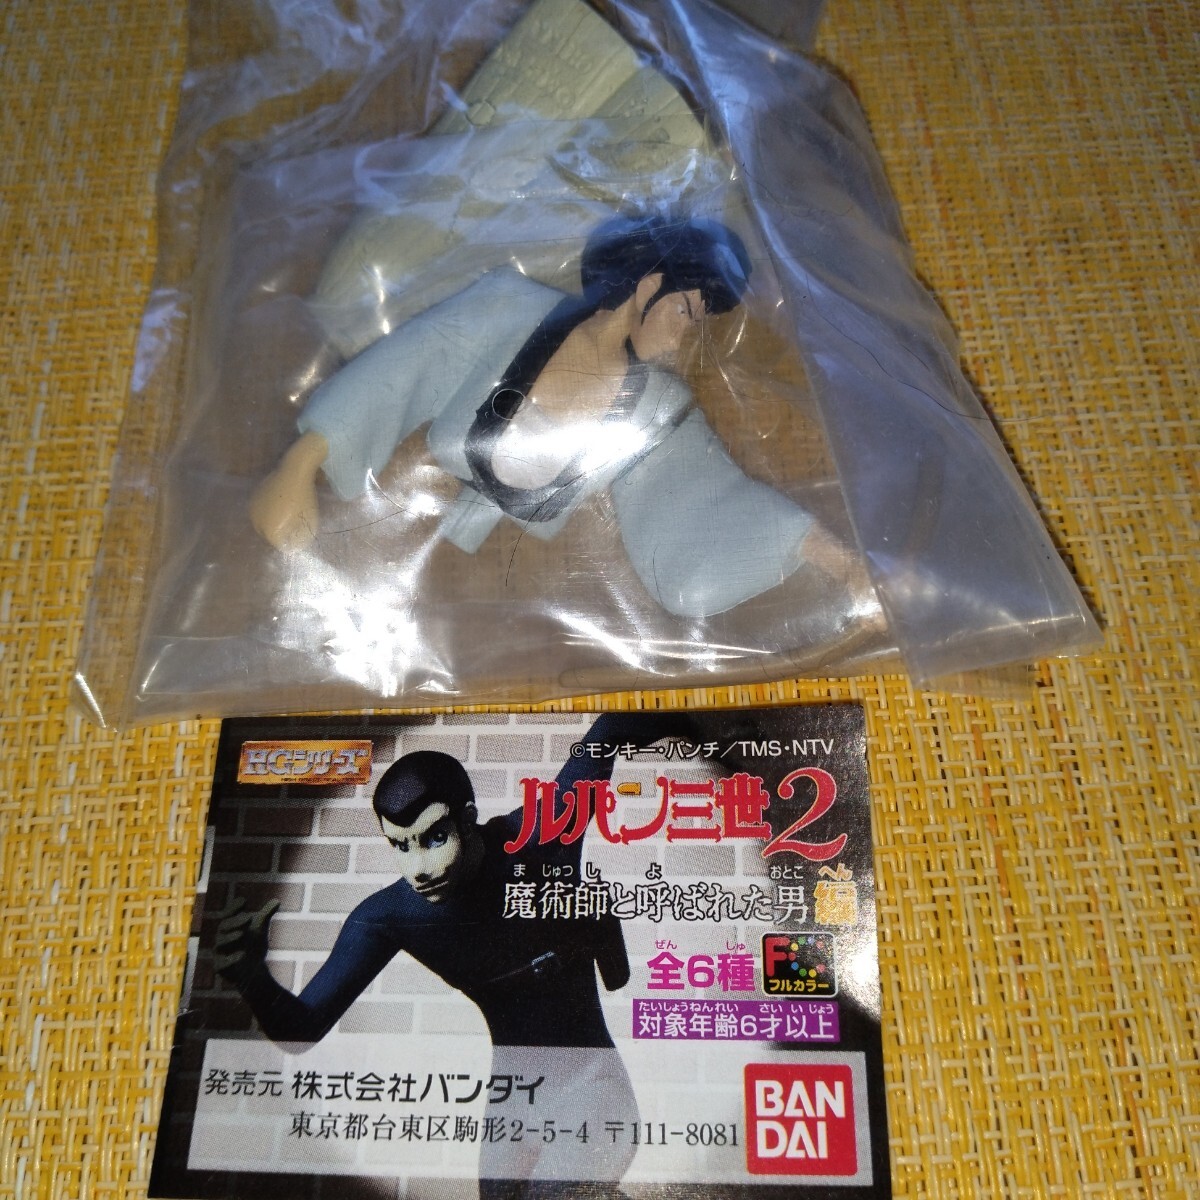 HGシリーズ
©モンキー・パンチ／TMS・NTV
ルパン三世2
ま じゅつ し よ おとこ へん
魔術師と呼ばれた男編
ぜん しゅ
全6種
F
フルカラー
たいしょうねんれい さい い じょう
対象年齢6才以上
発売元 株式会社バンダイ
東京都台東区駒形2-5-4 〒111-8081
BAN
DAI